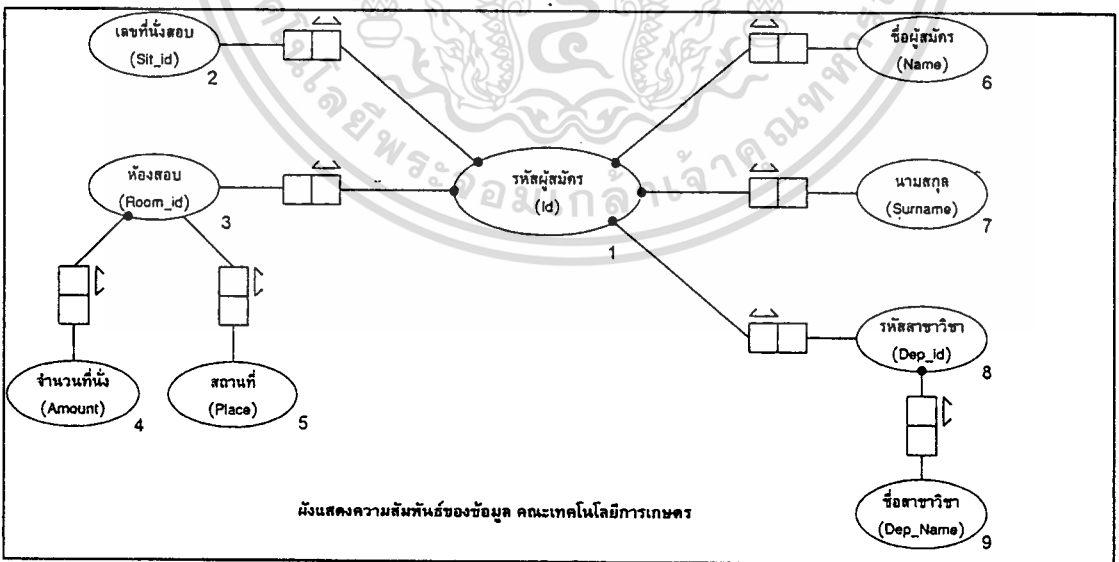 เลขที่นั่งสอบ
(Sit_id)
2
ชื่อผู้สมัคร
(Name)
6
ห้องสอบ
(Room_id)
3
รหัสผู้สมัคร
(Id)
1
นามสกุล
(Surname)
7
รหัสสาขาวิชา
(Dep_id)
8
จำนวนที่นั่ง
(Amount)
4
สถานที่
(Place)
5
ชื่อสาขาวิชา
(Dep_Name)
9
ผังแสดงความสัมพันธ์ของข้อมูล คณะเทคโนโลยีการเกษตร